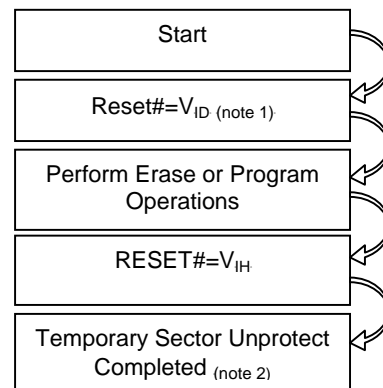 Start
Reset#=VID (note 1)
Perform Erase or Program
Operations
RESET#=VIH
Temporary Sector Unprotect
Completed (note 2)